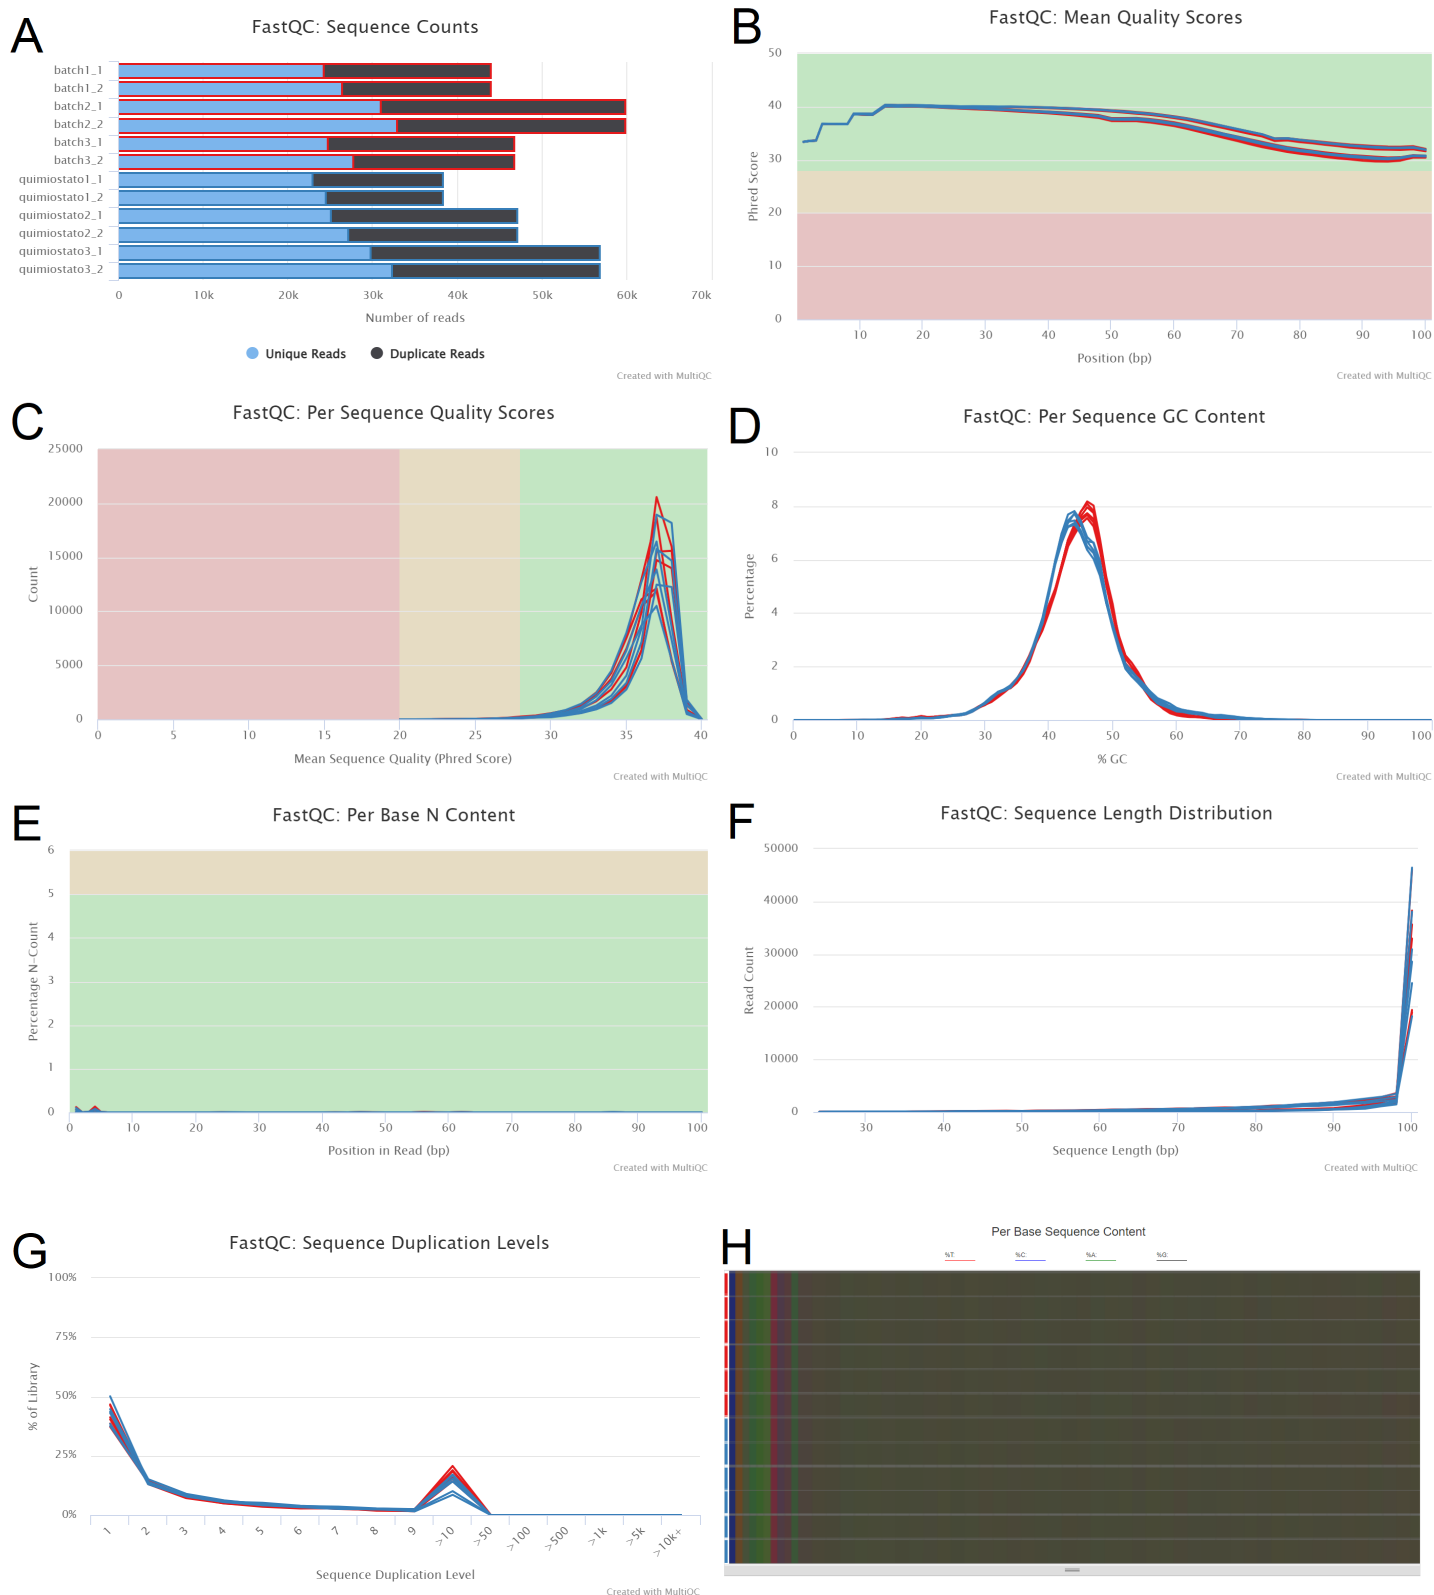 A
FastQC: Sequence Counts
batch1_1
batch1_2
batch2_1
batch2_2
batch3_1
batch3_2
quimiostato1_1
quimiostato1_2
quimiostato2_1
quimiostato2_2
quimiostato3_1
quimiostato3_2
0 10k 20k 30k 40k 50k 60k 70k
Number of reads
Unique Reads Duplicate Reads
Created with MultiQC
B
FastQC: Mean Quality Scores
50
40
30
20
10
0
Phred Score
10 20 30 40 50 60 70 80 90 100
Position (bp)
Created with MultiQC
C
FastQC: Per Sequence Quality Scores
25000
20000
15000
10000
5000
0
Count
0 5 10 15 20 25 30 35 40
Mean Sequence Quality (Phred Score)
Created with MultiQC
D
FastQC: Per Sequence GC Content
10
8
6
4
2
0
Percentage
0 10 20 30 40 50 60 70 80 90 100
% GC
Created with MultiQC
E
FastQC: Per Base N Content
6
5
4
3
2
1
0
Percentage N-Count
0 10 20 30 40 50 60 70 80 90 100
Position in Read (bp)
Created with MultiQC
F
FastQC: Sequence Length Distribution
50000
40000
30000
20000
10000
0
Read Count
30 40 50 60 70 80 90 100
Sequence Length (bp)
Created with MultiQC
G
FastQC: Sequence Duplication Levels
100%
75%
50%
25%
0%
% of Library
1 2 3 4 5 6 7 8 9 >10 >50 >100 >500 >1k >5k >10k+
Sequence Duplication Level
Created with MultiQC
H
Per Base Sequence Content
%T: %C: %A: %G: